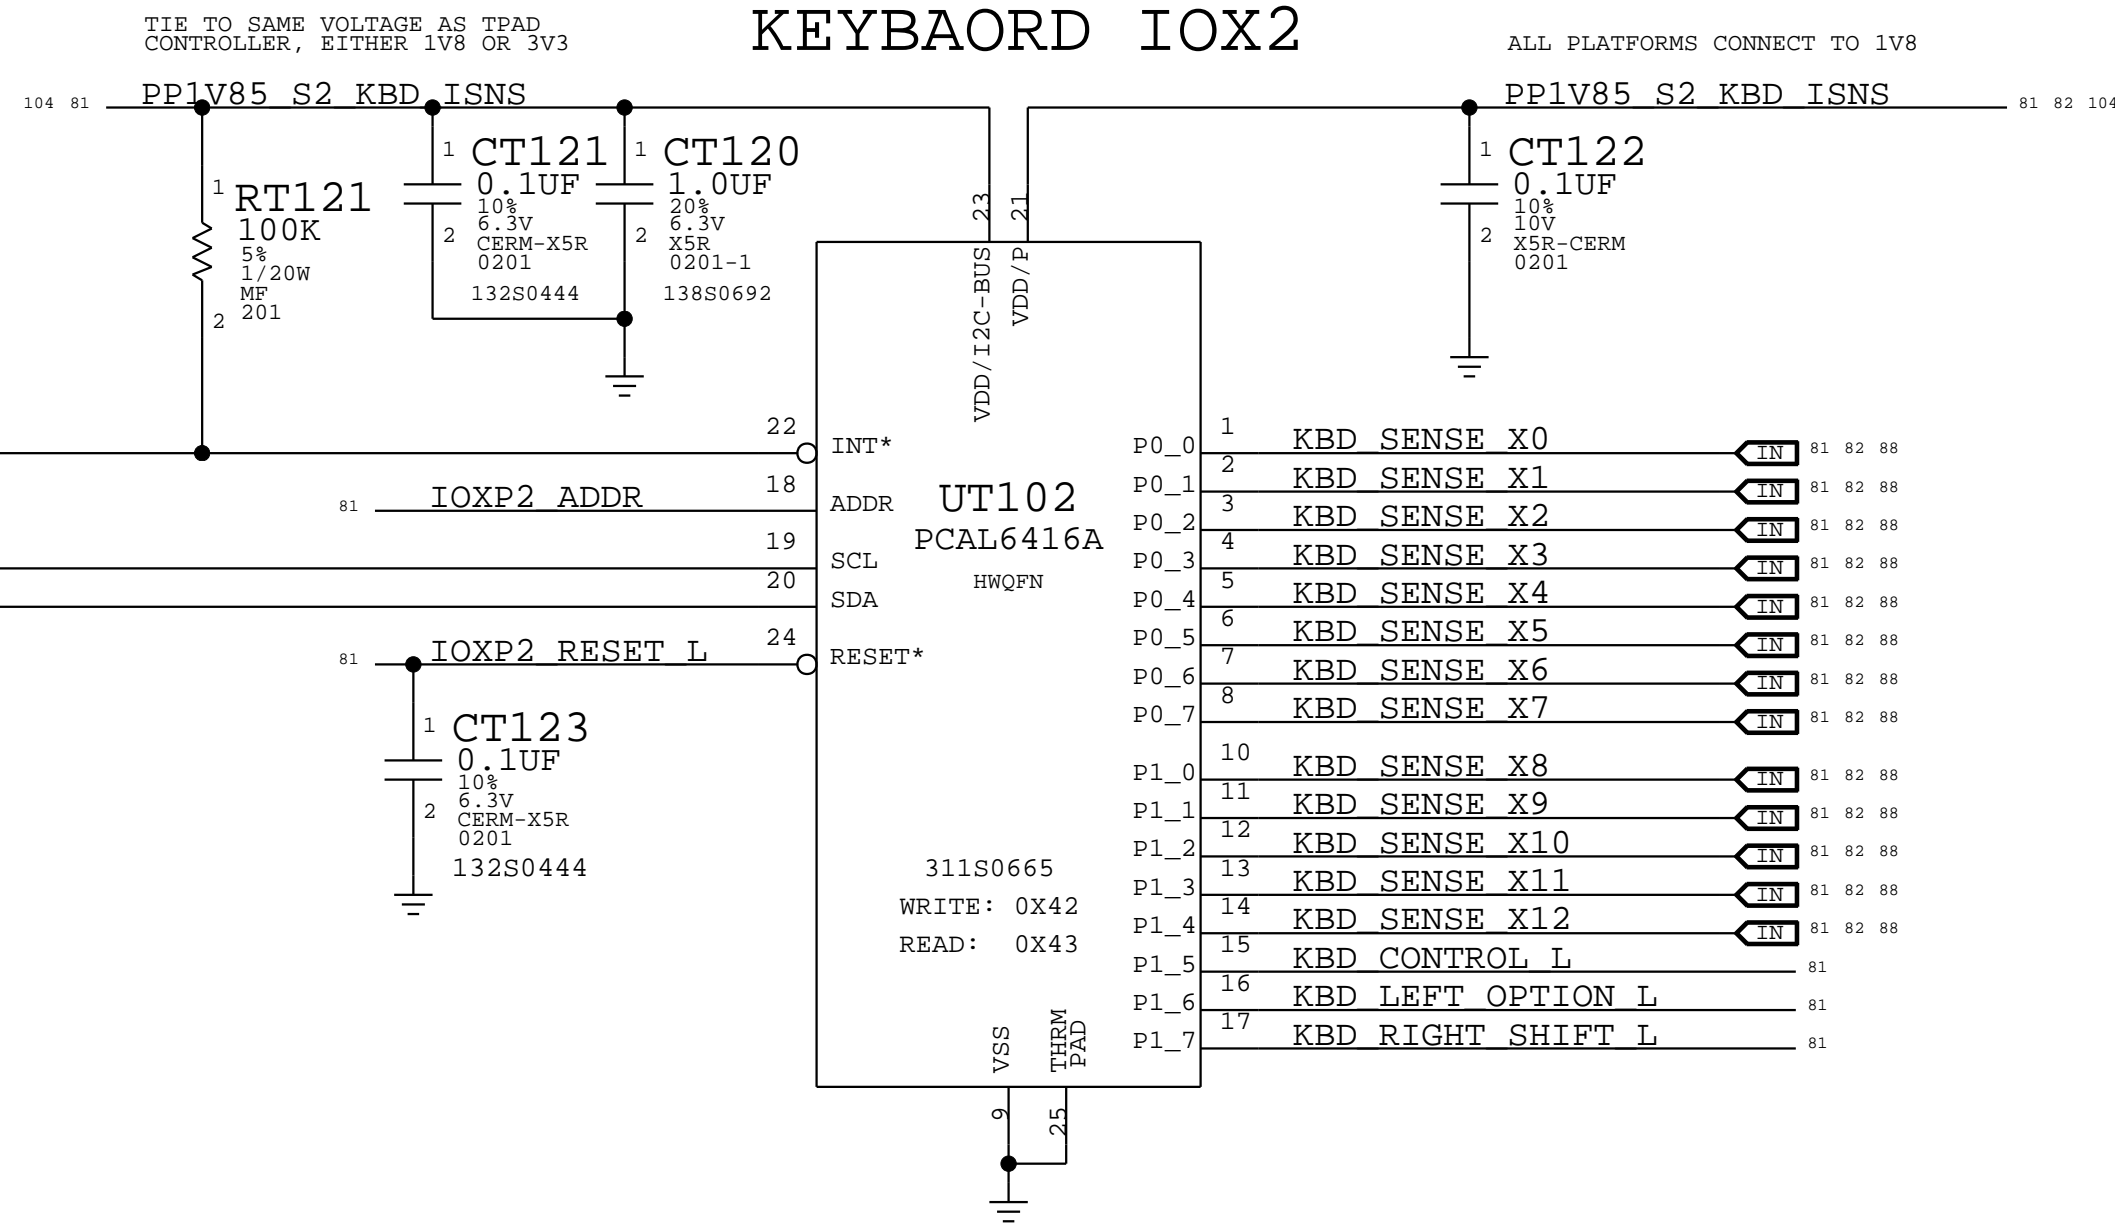 KEYBAORD IOX2
TIE TO SAME VOLTAGE AS TPAD
CONTROLLER, EITHER 1V8 OR 3V3
ALL PLATFORMS CONNECT TO 1V8
104 81
PP1V85_S2_KBD_ISNS
PP1V85_S2_KBD_ISNS
81 82 104
1
RT121
100K
5%
1/20W
MF
201
2
1
CT121
0.1UF
10%
6.3V
CERM-X5R
0201
2
132S0444
1
CT120
1.0UF
20%
6.3V
X5R
0201-1
2
138S0692
1
CT122
0.1UF
10%
10V
X5R-CERM
0201
2
23
21
VDD/I2C-BUS
VDD/P
22
INT*
81
IOXP2_ADDR
18
ADDR
19
SCL
20
SDA
81
IOXP2_RESET_L
24
RESET*
1
CT123
0.1UF
10%
6.3V
CERM-X5R
0201
2
132S0444
UT102
PCAL6416A
HWQFN
311S0665
WRITE: 0X42
READ: 0X43
P0_0 1 KBD_SENSE_X0 IN 81 82 88
P0_1 2 KBD_SENSE_X1 IN 81 82 88
P0_2 3 KBD_SENSE_X2 IN 81 82 88
P0_3 4 KBD_SENSE_X3 IN 81 82 88
P0_4 5 KBD_SENSE_X4 IN 81 82 88
P0_5 6 KBD_SENSE_X5 IN 81 82 88
P0_6 7 KBD_SENSE_X6 IN 81 82 88
P0_7 8 KBD_SENSE_X7 IN 81 82 88
P1_0 10 KBD_SENSE_X8 IN 81 82 88
P1_1 11 KBD_SENSE_X9 IN 81 82 88
P1_2 12 KBD_SENSE_X10 IN 81 82 88
P1_3 13 KBD_SENSE_X11 IN 81 82 88
P1_4 14 KBD_SENSE_X12 IN 81 82 88
P1_5 15 KBD_CONTROL_L 81
P1_6 16 KBD_LEFT_OPTION_L 81
P1_7 17 KBD_RIGHT_SHIFT_L 81
VSS
THRM
PAD
9
25